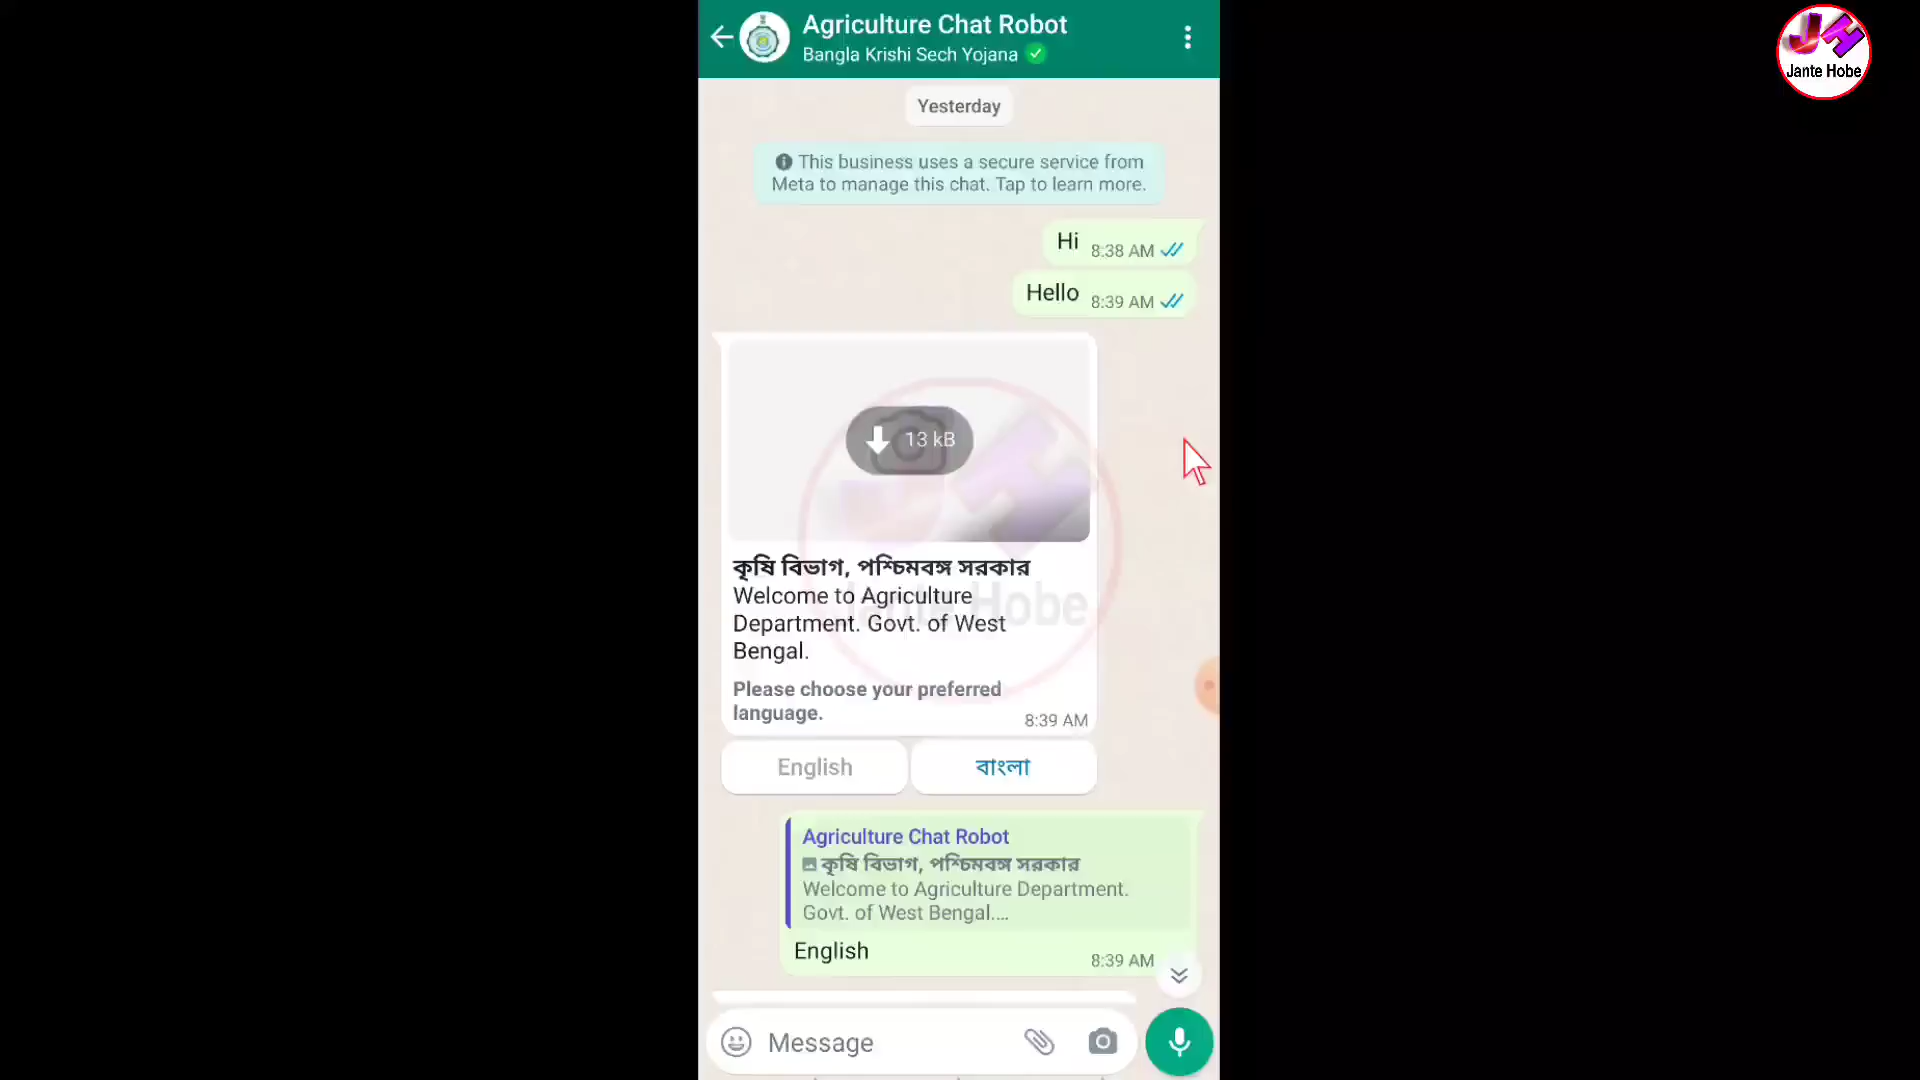 Agriculture Chat Robot
Bangla Krishi Sech Yojana
JH
Jante Hobe
Yesterday
This business uses a secure service from
Meta to manage this chat. Tap to learn more.
Hi 8:38 AM
Hello 8:39 AM
13 kB
কৃষি বিভাগ, পশ্চিমবঙ্গ সরকার
Welcome to Agriculture
Department. Govt. of West
Bengal.
Jante Hobe
Please choose your preferred
language.
8:39 AM
English
বাংলা
Agriculture Chat Robot
কৃষি বিভাগ, পশ্চিমবঙ্গ সরকার
Welcome to Agriculture Department.
Govt. of West Bengal....
English
8:39 AM
Message